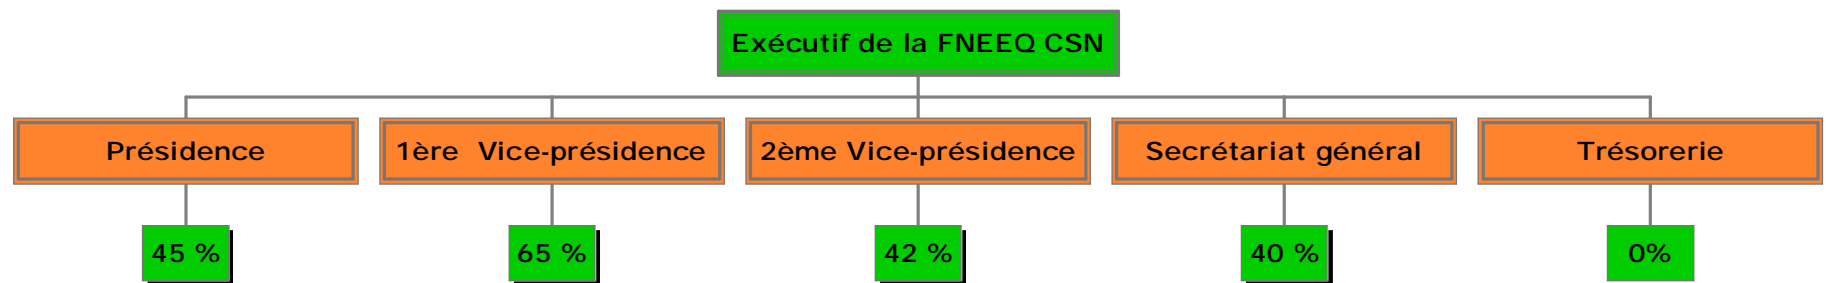 Exécutif de la FNEEQ CSN
Présidence
1ère Vice-présidence
2ème Vice-présidence
Secrétariat général
Trésorerie
45 %
65 %
42 %
40 %
0%